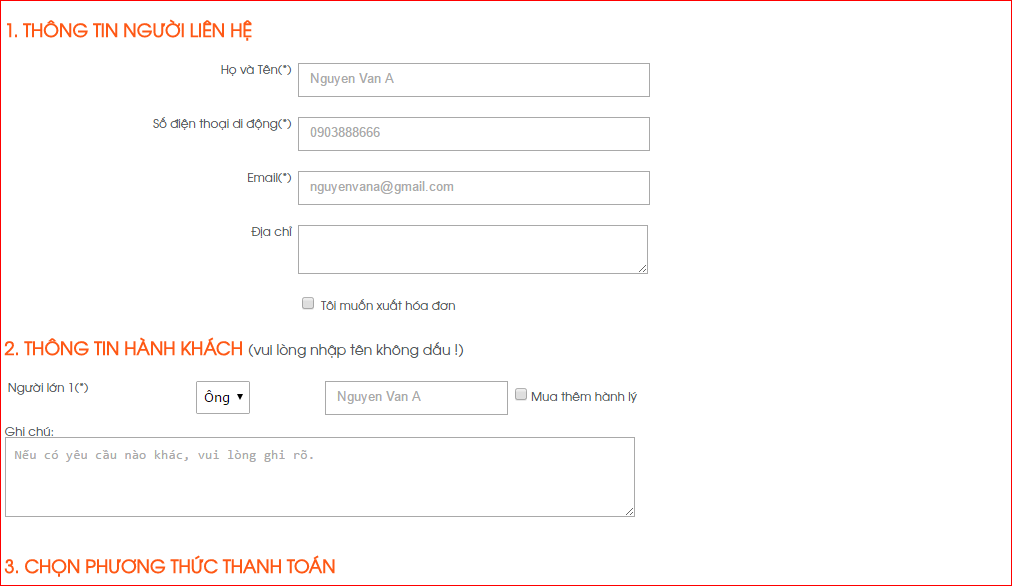 1. THÔNG TIN NGƯỜI LIÊN HỆ
Họ và Tên(*) Nguyen Van A
Số điện thoại di động(*) 0903888666
Email(*) nguyenvana@gmail.com
Địa chỉ
Tôi muốn xuất hóa đơn
2. THÔNG TIN HÀNH KHÁCH (vui lòng nhập tên không dấu !)
Người lớn 1(*) Ông Nguyen Van A Mua thêm hành lý
Ghi chú:
Nếu có yêu cầu nào khác, vui lòng ghi rõ.
3. CHỌN PHƯƠNG THỨC THANH TOÁN